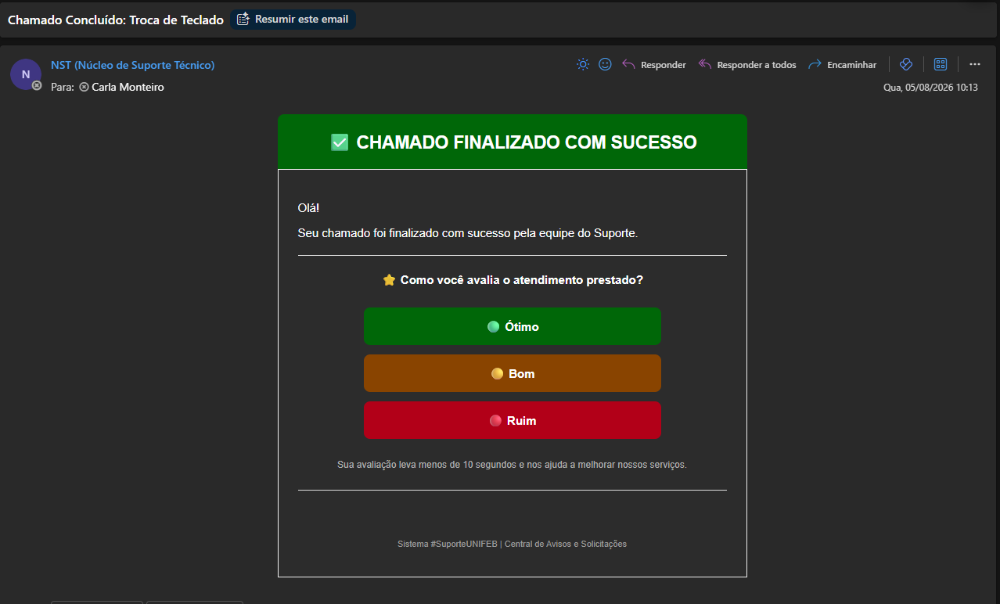 Chamado Concluído: Troca de Teclado Resumir este email
NST (Núcleo de Suporte Técnico)
Responder Responder a todos Encaminhar
N
Para: Carla Monteiro
Qua, 05/08/2026 10:13
CHAMADO FINALIZADO COM SUCESSO
Olá!
Seu chamado foi finalizado com sucesso pela equipe do Suporte.
Como você avalia o atendimento prestado?
Ótimo
Bom
Ruim
Sua avaliação leva menos de 10 segundos e nos ajuda a melhorar nossos serviços.
Sistema #SuporteUNIFEB | Central de Avisos e Solicitações